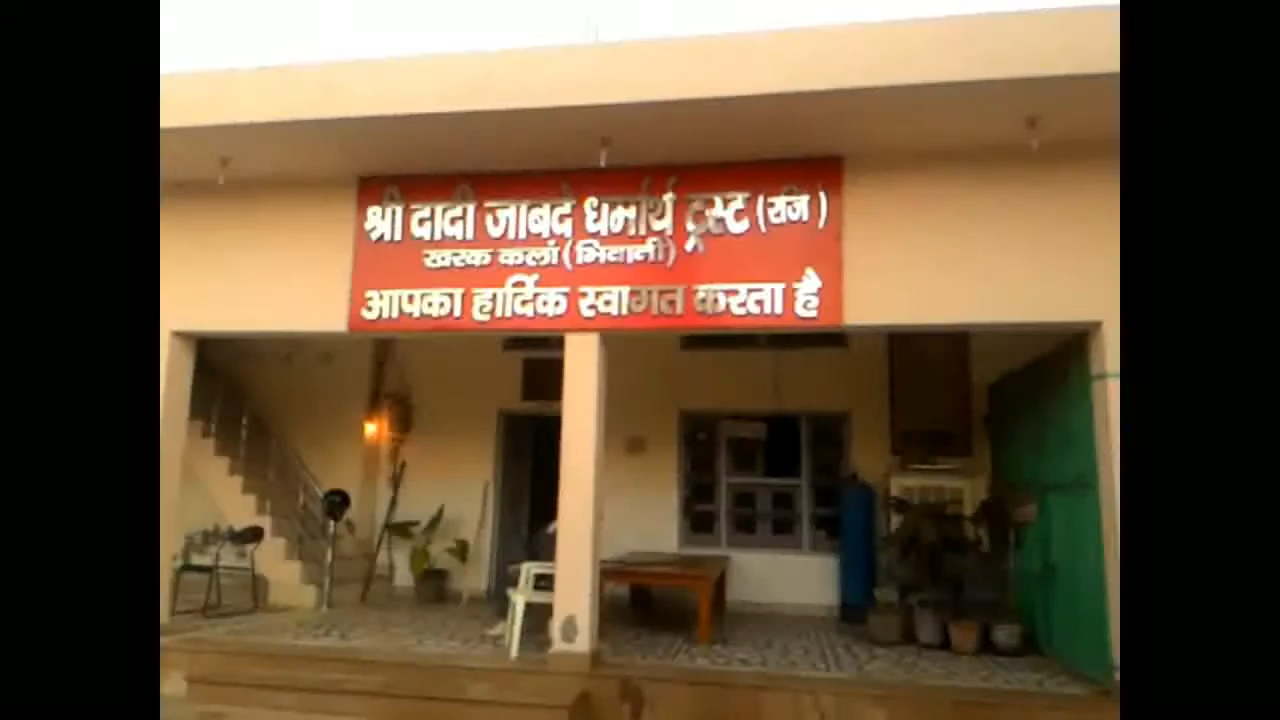 श्री दादी जाबदे धर्मार्थ ट्रस्ट (रजि)
खरक कलां (भिवानी)
आपका हार्दिक स्वागत करता है